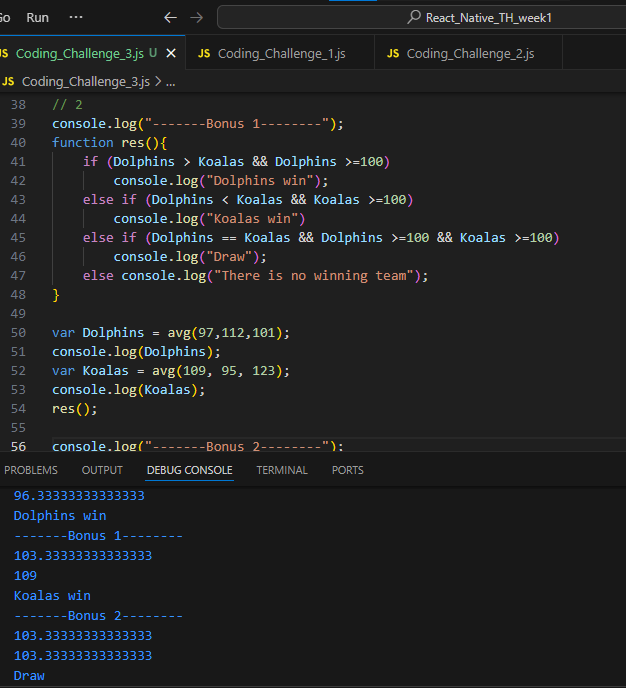 Go Run ... React_Native_TH_week1
JS Coding_Challenge_3.js U JS Coding_Challenge_1.js JS Coding_Challenge_2.js
JS Coding_Challenge_3.js > ...
38 // 2
39 console.log("-------Bonus 1--------");
40 function res(){
41 if (Dolphins > Koalas && Dolphins >=100)
42 console.log("Dolphins win");
43 else if (Dolphins < Koalas && Koalas >=100)
44 console.log("Koalas win")
45 else if (Dolphins == Koalas && Dolphins >=100 && Koalas >=100)
46 console.log("Draw");
47 else console.log("There is no winning team");
48 }
49
50 var Dolphins = avg(97,112,101);
51 console.log(Dolphins);
52 var Koalas = avg(109, 95, 123);
53 console.log(Koalas);
54 res();
55
56 console.log("-------Bonus 2--------");
PROBLEMS OUTPUT DEBUG CONSOLE TERMINAL PORTS
96.33333333333333
Dolphins win
-------Bonus 1--------
103.33333333333333
109
Koalas win
-------Bonus 2--------
103.33333333333333
103.33333333333333
Draw